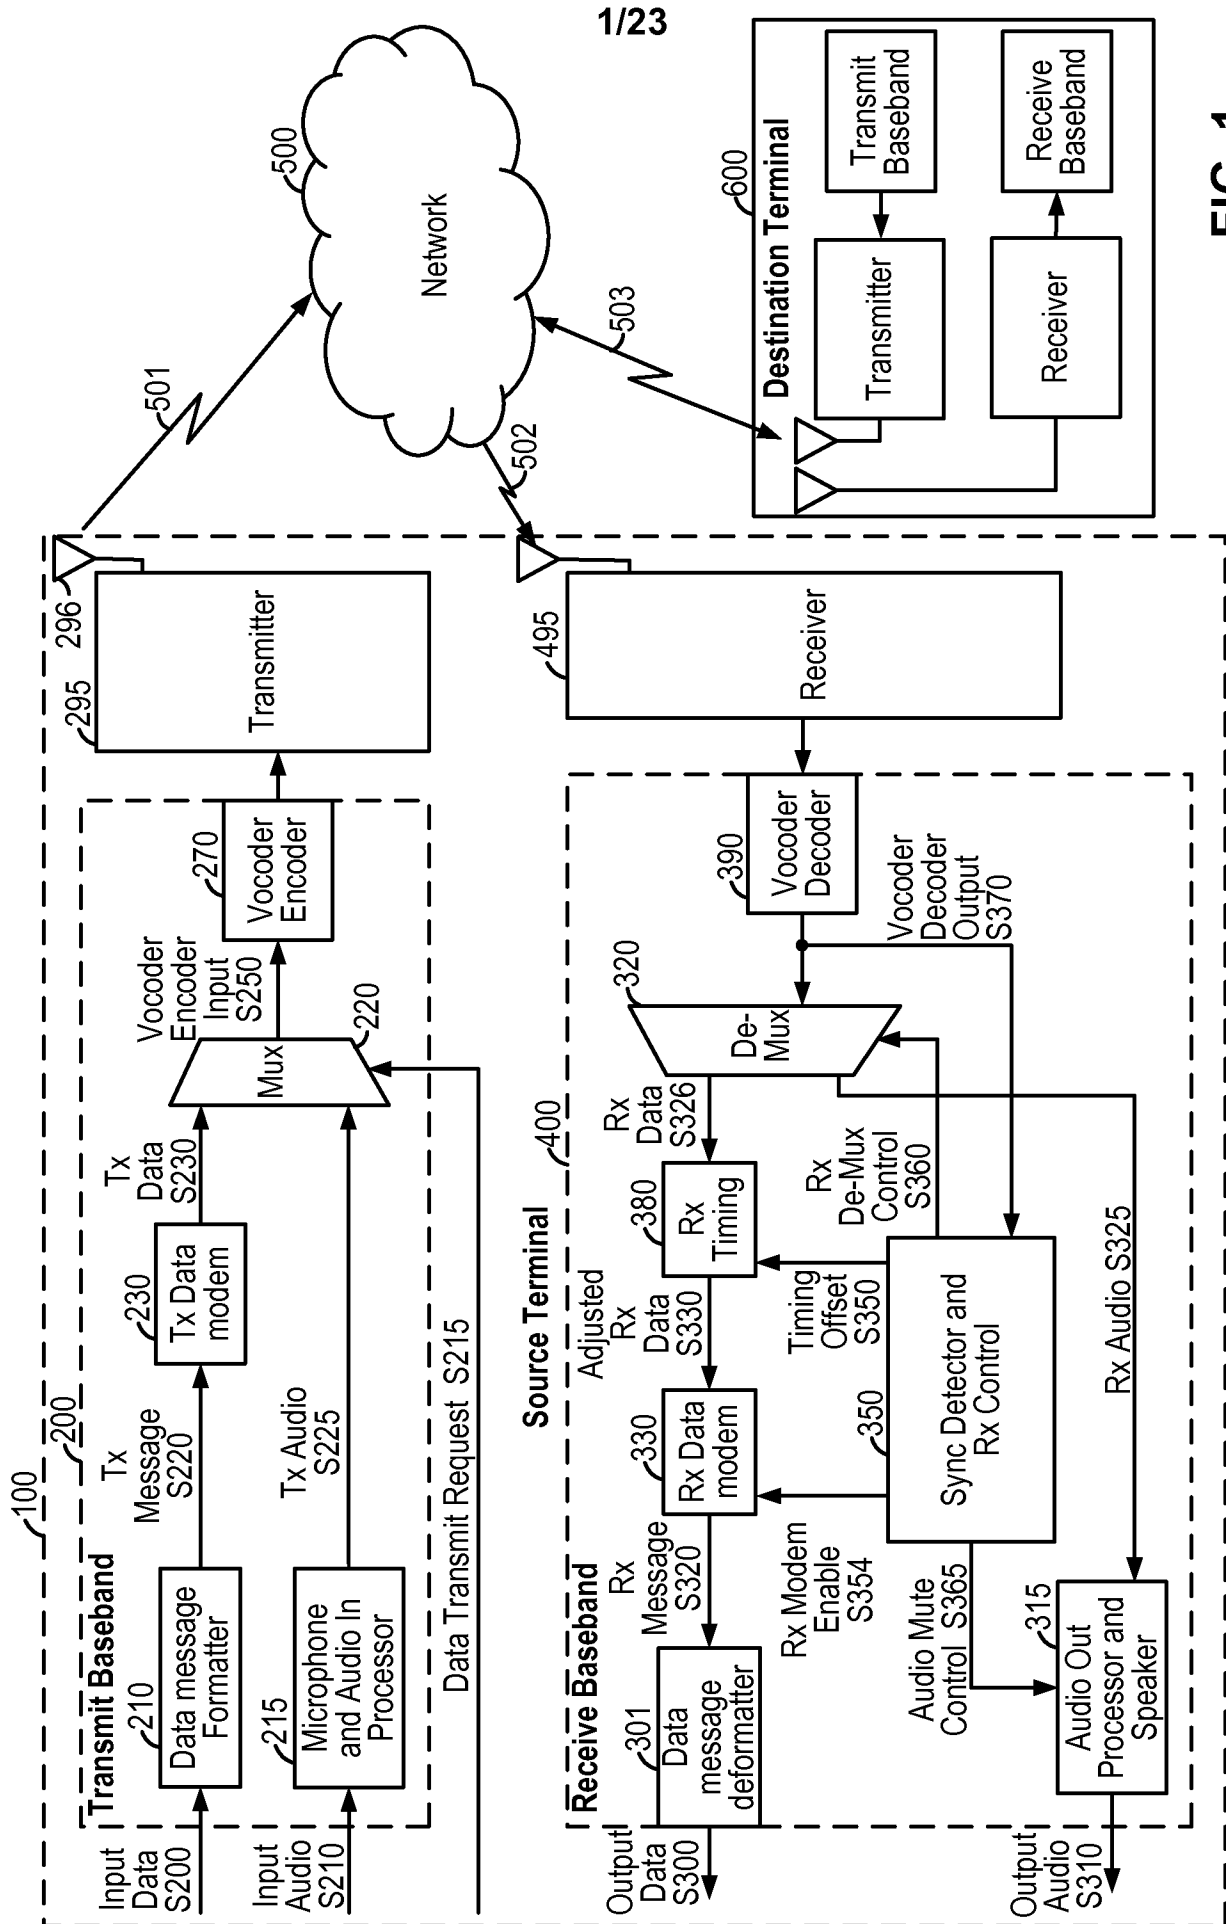 1/23
100
200
Transmit Baseband
Input
Data
S200
210
Data message
Formatter
Tx
Message
S220
230
Tx Data
modem
Tx
Data
S230
Input
Audio
S210
215
Microphone
and Audio In
Processor
Tx Audio
S225
Mux
220
Vocoder
Encoder
Input
S250
270
Vocoder
Encoder
295
Transmitter
296
Data Transmit Request S215
501
500
Network
502
503
Source Terminal
400
Receive Baseband
Output
Data
S300
301
Data
message
deformatter
Rx
Message
S320
330
Rx Data
modem
Adjusted
Rx
Data
S330
380
Rx
Timing
Rx
Data
S326
320
De-
Mux
390
Vocoder
Decoder
495
Receiver
Rx Modem
Enable
S354
Timing
Offset
S350
Rx
De-Mux
Control
S360
Vocoder
Decoder
Output
S370
350
Sync Detector and
Rx Control
Audio Mute
Control S365
315
Audio Out
Processor and
Speaker
Rx Audio S325
Output
Audio
S310
600
Destination Terminal
Transmitter
Transmit
Baseband
Receiver
Receive
Baseband
FIG. 1